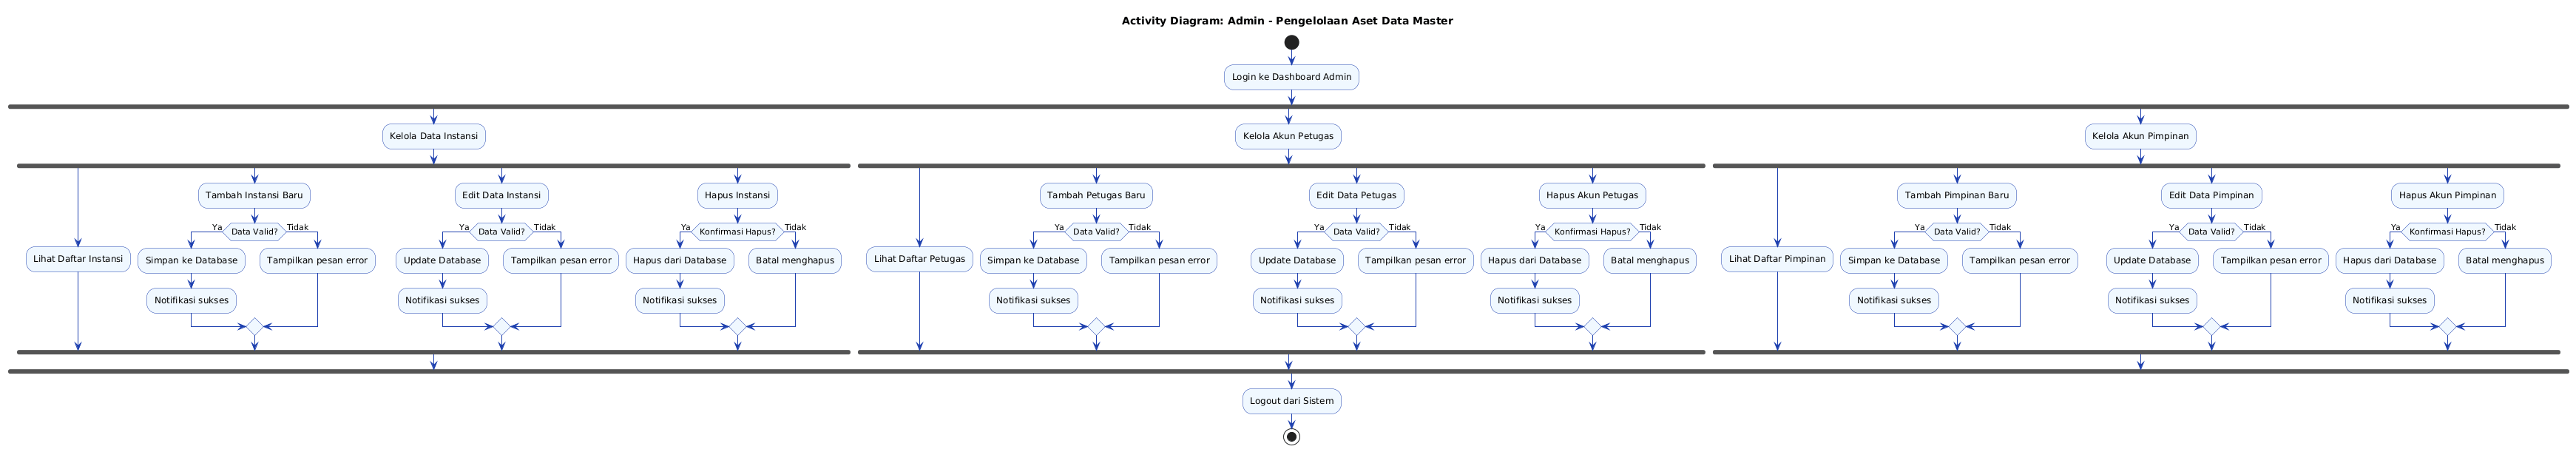 Activity Diagram: Admin - Pengelolaan Aset Data Master
Login ke Dashboard Admin
Kelola Data Instansi
Lihat Daftar Instansi
Tambah Instansi Baru
Ya
Data Valid?
Tidak
Simpan ke Database
Notifikasi sukses
Tampilkan pesan error
Edit Data Instansi
Ya
Data Valid?
Tidak
Update Database
Notifikasi sukses
Tampilkan pesan error
Hapus Instansi
Ya
Konfirmasi Hapus?
Tidak
Hapus dari Database
Notifikasi sukses
Batal menghapus
Kelola Akun Petugas
Lihat Daftar Petugas
Tambah Petugas Baru
Ya
Data Valid?
Tidak
Simpan ke Database
Notifikasi sukses
Tampilkan pesan error
Edit Data Petugas
Ya
Data Valid?
Tidak
Update Database
Notifikasi sukses
Tampilkan pesan error
Hapus Akun Petugas
Ya
Konfirmasi Hapus?
Tidak
Hapus dari Database
Notifikasi sukses
Batal menghapus
Kelola Akun Pimpinan
Lihat Daftar Pimpinan
Tambah Pimpinan Baru
Ya
Data Valid?
Tidak
Simpan ke Database
Notifikasi sukses
Tampilkan pesan error
Edit Data Pimpinan
Ya
Data Valid?
Tidak
Update Database
Notifikasi sukses
Tampilkan pesan error
Hapus Akun Pimpinan
Ya
Konfirmasi Hapus?
Tidak
Hapus dari Database
Notifikasi sukses
Batal menghapus
Logout dari Sistem